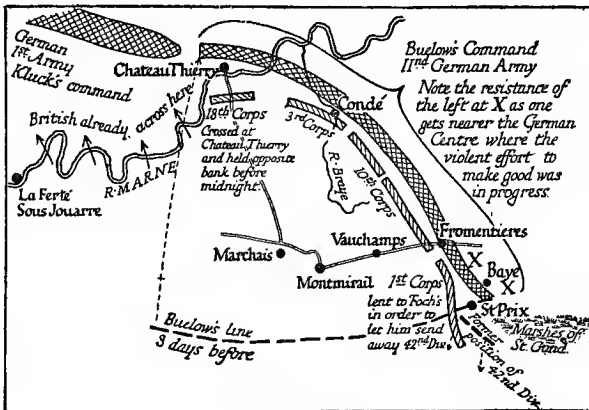 German
1st Army
Kluck's command
Chateau Thierry
Buelow's Command
IInd German Army
Note the resistance of
the left at X as one
gets nearer the German
Centre where the
violent effort to
make good was
in progress.
British already across here
R. MARNE
La Ferté
Sous Jouarre
18th Corps
Crossed at
Chateau Thierry
and held opposite
bank before
midnight.
3rd Corps
Condé
R. Braye
10th Corps
Fromentières
Vauchamps
Marchais
Montmirail
X
Baye
X
1st Corps
lent to Foch's
in order to
let him send
away 42nd Div.
St Prix
Marshes of
St. Gond.
Former
position of
42nd Div.
Buelow's line
3 days before